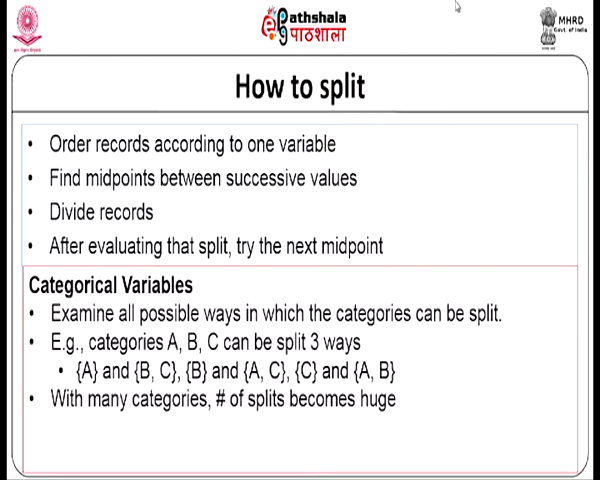 athshala
पाठशाला
MHRD
Govt. of India
How to split
• Order records according to one variable
• Find midpoints between successive values
• Divide records
• After evaluating that split, try the next midpoint
Categorical Variables
• Examine all possible ways in which the categories can be split.
• E.g., categories A, B, C can be split 3 ways
• {A} and {B, C}, {B} and {A, C}, {C} and {A, B}
• With many categories, # of splits becomes huge